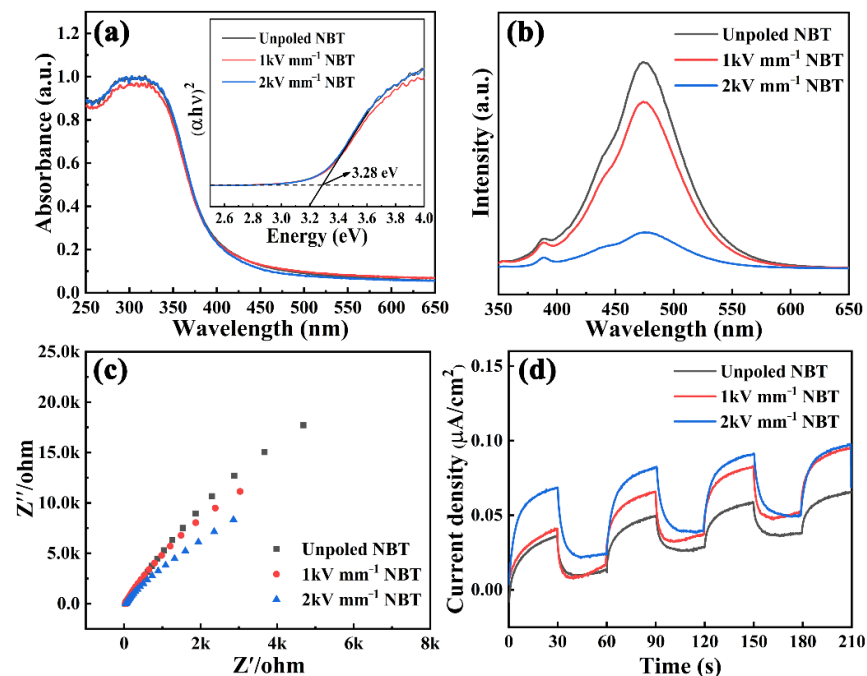 (a)
Absorbance (a.u.)
1.2
1.0
0.8
0.6
0.4
0.2
0.0
250 300 350 400 450 500 550 600 650
Wavelength (nm)
Unpoled NBT
1kV mm⁻¹ NBT
2kV mm⁻¹ NBT
(αhν)²
3.28 eV
2.6 2.8 3.0 3.2 3.4 3.6 3.8 4.0
Energy (eV)
(b)
Intensity (a.u.)
Unpoled NBT
1kV mm⁻¹ NBT
2kV mm⁻¹ NBT
350 400 450 500 550 600 650
Wavelength (nm)
(c)
Z''/ohm
25.0k
20.0k
15.0k
10.0k
5.0k
0.0
Unpoled NBT
1kV mm⁻¹ NBT
2kV mm⁻¹ NBT
0 2k 4k 6k 8k
Z'/ohm
(d)
Current density (μA/cm²)
0.15
0.10
0.05
0.00
Unpoled NBT
1kV mm⁻¹ NBT
2kV mm⁻¹ NBT
0 30 60 90 120 150 180 210
Time (s)